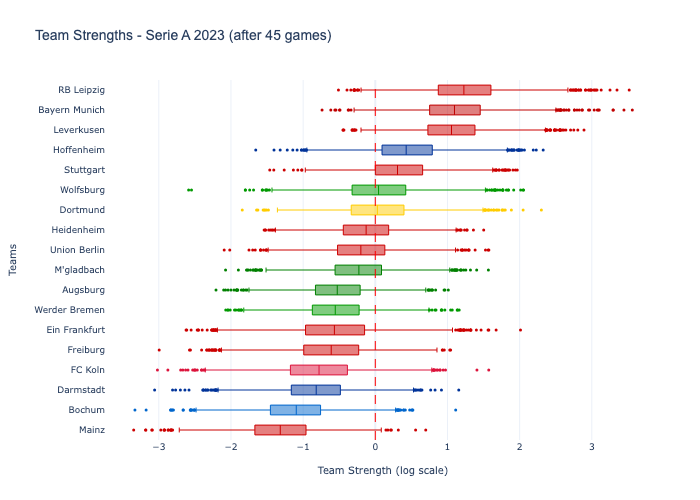 Team Strengths - Serie A 2023 (after 45 games)
RB Leipzig
Bayern Munich
Leverkusen
Hoffenheim
Stuttgart
Wolfsburg
Dortmund
Heidenheim
Union Berlin
M'gladbach
Augsburg
Werder Bremen
Ein Frankfurt
Freiburg
FC Koln
Darmstadt
Bochum
Mainz
Teams
−3 −2 −1 0 1 2 3
Team Strength (log scale)